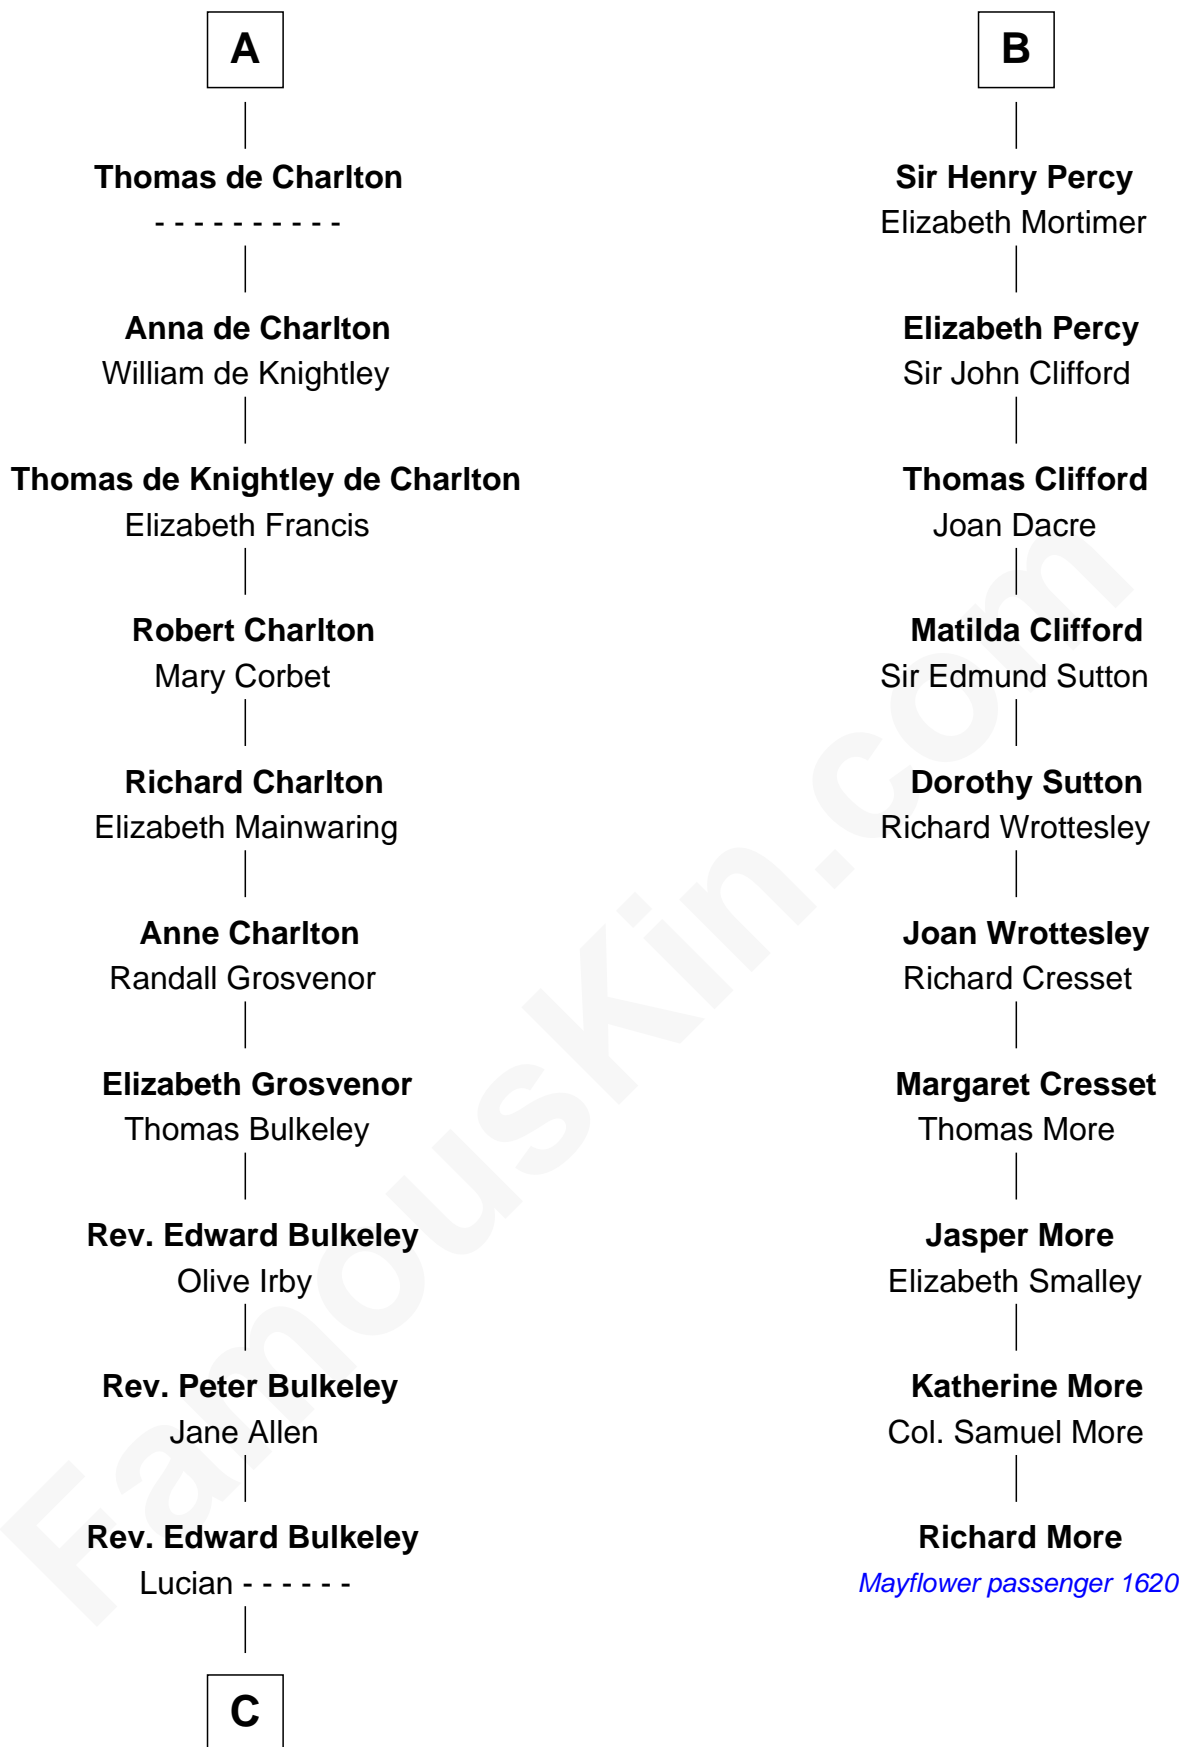 A
Thomas de Charlton
- - - - - - - - - -
Anna de Charlton
William de Knightley
Thomas de Knightley de Charlton
Elizabeth Francis
Robert Charlton
Mary Corbet
Richard Charlton
Elizabeth Mainwaring
Anne Charlton
Randall Grosvenor
Elizabeth Grosvenor
Thomas Bulkeley
Rev. Edward Bulkeley
Olive Irby
Rev. Peter Bulkeley
Jane Allen
Rev. Edward Bulkeley
Lucian - - - - - -
C
B
Sir Henry Percy
Elizabeth Mortimer
Elizabeth Percy
Sir John Clifford
Thomas Clifford
Joan Dacre
Matilda Clifford
Sir Edmund Sutton
Dorothy Sutton
Richard Wrottesley
Joan Wrottesley
Richard Cresset
Margaret Cresset
Thomas More
Jasper More
Elizabeth Smalley
Katherine More
Col. Samuel More
Richard More
Mayflower passenger 1620
FamousKin.com